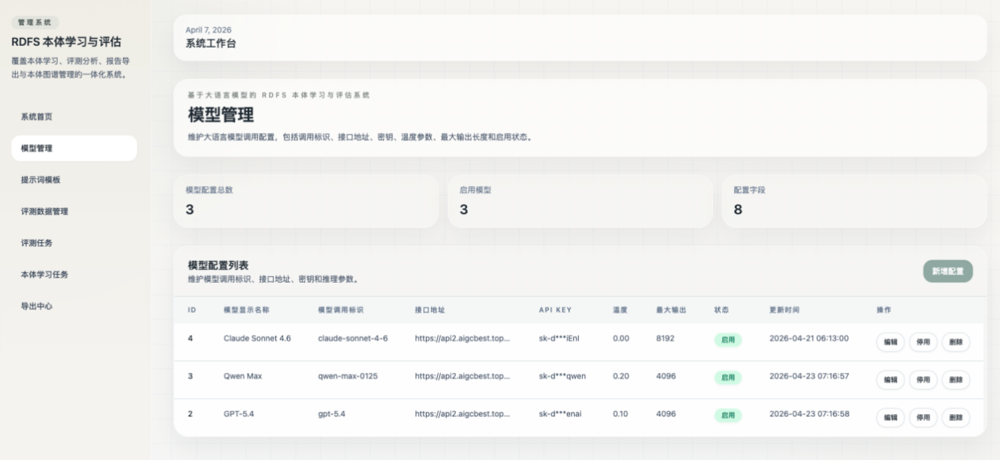 管理系统
RDFS 本体学习与评估
覆盖本体学习、评测分析、报告导
出与本体图谱管理的一体化系统。
系统首页
模型管理
提示词模板
评测数据管理
评测任务
本体学习任务
导出中心
April 7, 2026
系统工作台
基于大语言模型的 RDFS 本体学习与评估系统
模型管理
维护大语言模型调用配置，包括调用标识、接口地址、密钥、温度参数、最大输出长度和启用状态。
模型配置总数
3
启用模型
3
配置字段
8
模型配置列表
维护模型调用标识、接口地址、密钥和推理参数。
新增配置
ID 模型显示名称 模型调用标识 接口地址 API KEY 温度 最大输出 状态 更新时间 操作
4 Claude Sonnet 4.6 claude-sonnet-4-6 https://api2.aigcbest.top... sk-d***iEnI 0.00 8192 启用 2026-04-21 06:13:00 编辑 停用 删除
3 Qwen Max qwen-max-0125 https://api2.aigcbest.top... sk-d***qwen 0.20 4096 启用 2026-04-23 07:16:57 编辑 停用 删除
2 GPT-5.4 gpt-5.4 https://api2.aigcbest.top... sk-d***enai 0.10 4096 启用 2026-04-23 07:16:58 编辑 停用 删除